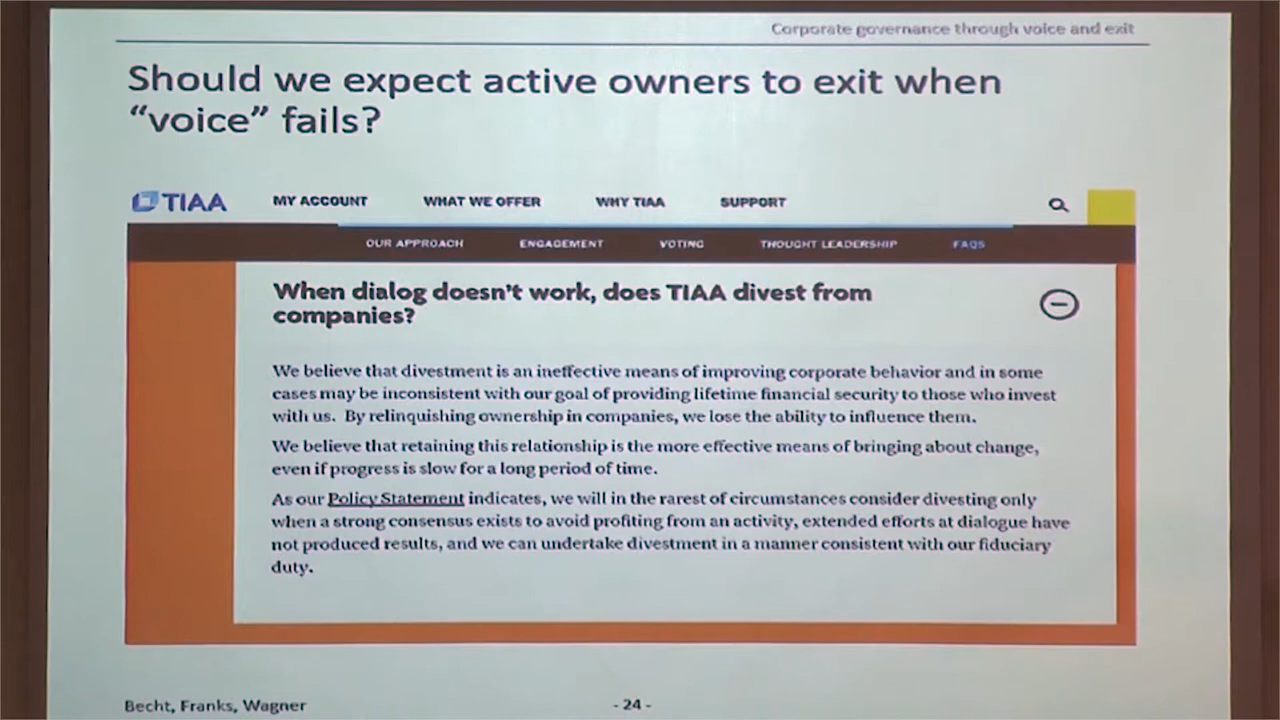 Corporate governance through voice and exit
Should we expect active owners to exit when
“voice” fails?
TIAA MY ACCOUNT WHAT WE OFFER WHY TIAA SUPPORT
OUR APPROACH ENGAGEMENT VOTING THOUGHT LEADERSHIP FAQS
When dialog doesn't work, does TIAA divest from
companies?
We believe that divestment is an ineffective means of improving corporate behavior and in some
cases may be inconsistent with our goal of providing lifetime financial security to those who invest
with us. By relinquishing ownership in companies, we lose the ability to influence them.
We believe that retaining this relationship is the more effective means of bringing about change,
even if progress is slow for a long period of time.
As our Policy Statement indicates, we will in the rarest of circumstances consider divesting only
when a strong consensus exists to avoid profiting from an activity, extended efforts at dialogue have
not produced results, and we can undertake divestment in a manner consistent with our fiduciary
duty.
Becht, Franks, Wagner
- 24 -